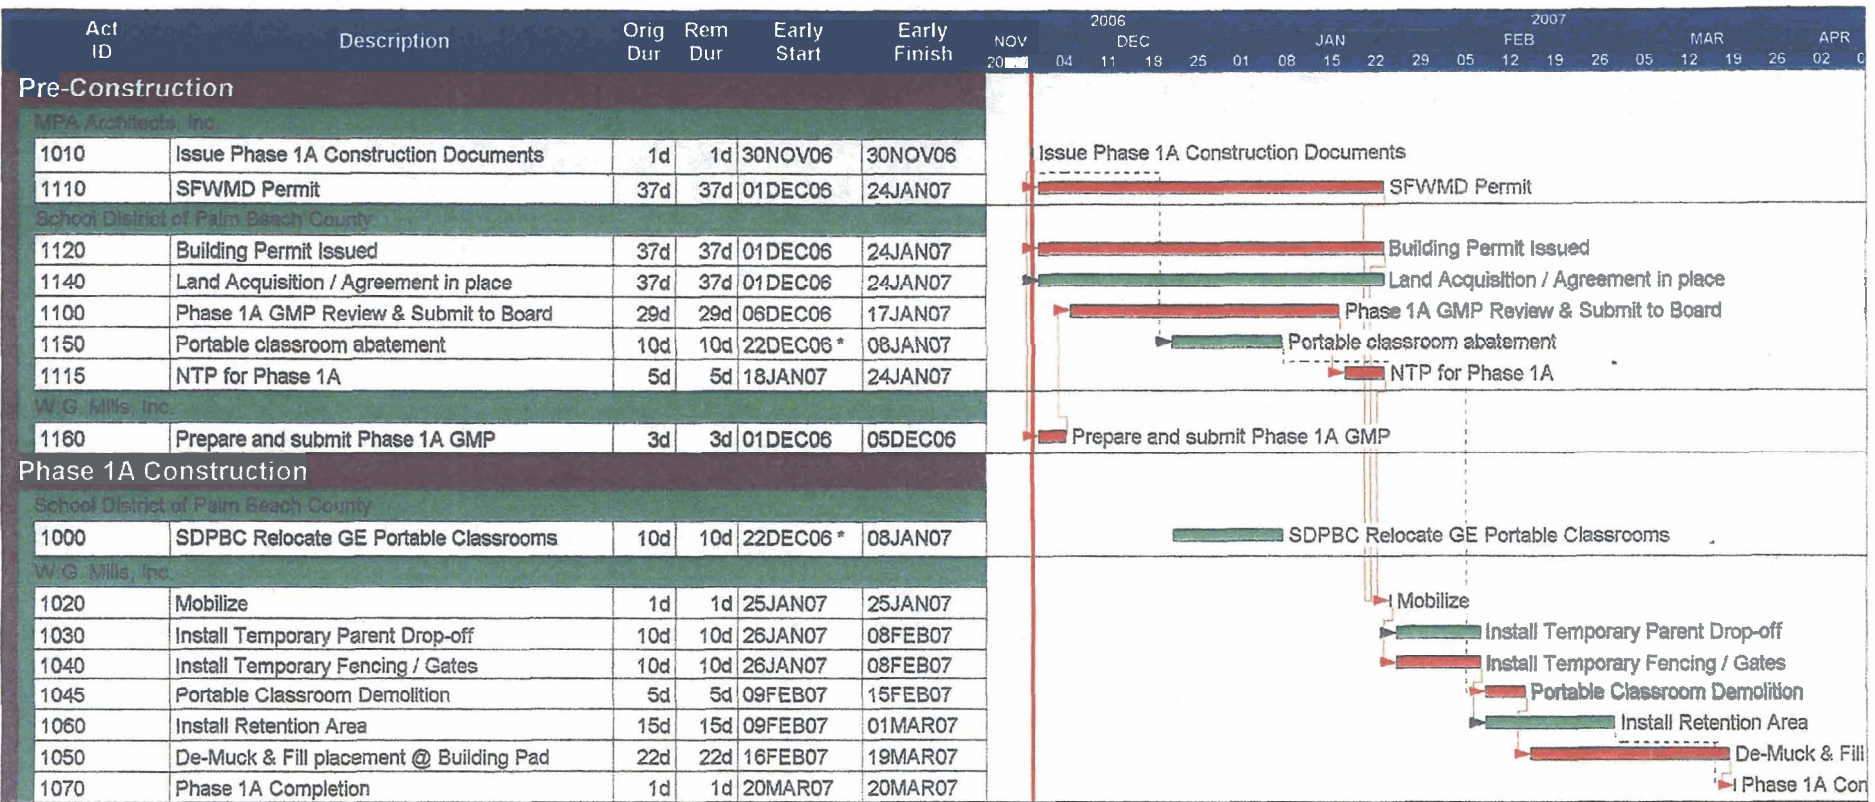 Act ID Description Orig Dur Rem Dur Early Start Early Finish
2006 2007
NOV DEC JAN FEB MAR APR
20 04 11 18 25 01 08 15 22 29 05 12 19 26 05 12 19 26 02 0
Pre-Construction
MPA Architects, Inc.
1010 Issue Phase 1A Construction Documents 1d 1d 30NOV06 30NOV06 Issue Phase 1A Construction Documents
1110 SFWMD Permit 37d 37d 01DEC06 24JAN07 SFWMD Permit
School District of Palm Beach County
1120 Building Permit Issued 37d 37d 01DEC06 24JAN07 Building Permit Issued
1140 Land Acquisition / Agreement in place 37d 37d 01DEC06 24JAN07 Land Acquisition / Agreement in place
1100 Phase 1A GMP Review & Submit to Board 29d 29d 06DEC06 17JAN07 Phase 1A GMP Review & Submit to Board
1150 Portable classroom abatement 10d 10d 22DEC06 * 08JAN07 Portable classroom abatement
1115 NTP for Phase 1A 5d 5d 18JAN07 24JAN07 NTP for Phase 1A
W.G. Mills, Inc.
1160 Prepare and submit Phase 1A GMP 3d 3d 01DEC06 05DEC06 Prepare and submit Phase 1A GMP
Phase 1A Construction
School District of Palm Beach County
1000 SDPBC Relocate GE Portable Classrooms 10d 10d 22DEC06 * 08JAN07 SDPBC Relocate GE Portable Classrooms
W.G. Mills, Inc.
1020 Mobilize 1d 1d 25JAN07 25JAN07 Mobilize
1030 Install Temporary Parent Drop-off 10d 10d 26JAN07 08FEB07 Install Temporary Parent Drop-off
1040 Install Temporary Fencing / Gates 10d 10d 26JAN07 08FEB07 Install Temporary Fencing / Gates
1045 Portable Classroom Demolition 5d 5d 09FEB07 15FEB07 Portable Classroom Demolition
1060 Install Retention Area 15d 15d 09FEB07 01MAR07 Install Retention Area
1050 De-Muck & Fill placement @ Building Pad 22d 22d 16FEB07 19MAR07 De-Muck & Fill
1070 Phase 1A Completion 1d 1d 20MAR07 20MAR07 Phase 1A Con